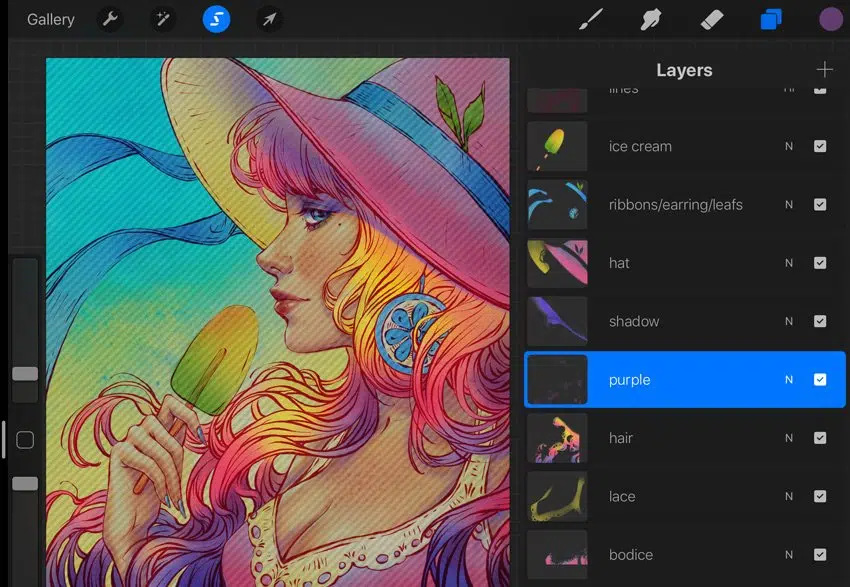 Gallery
Layers
lines
ice cream N
ribbons/earring/leafs N
hat N
shadow N
purple N
hair N
lace N
bodice N